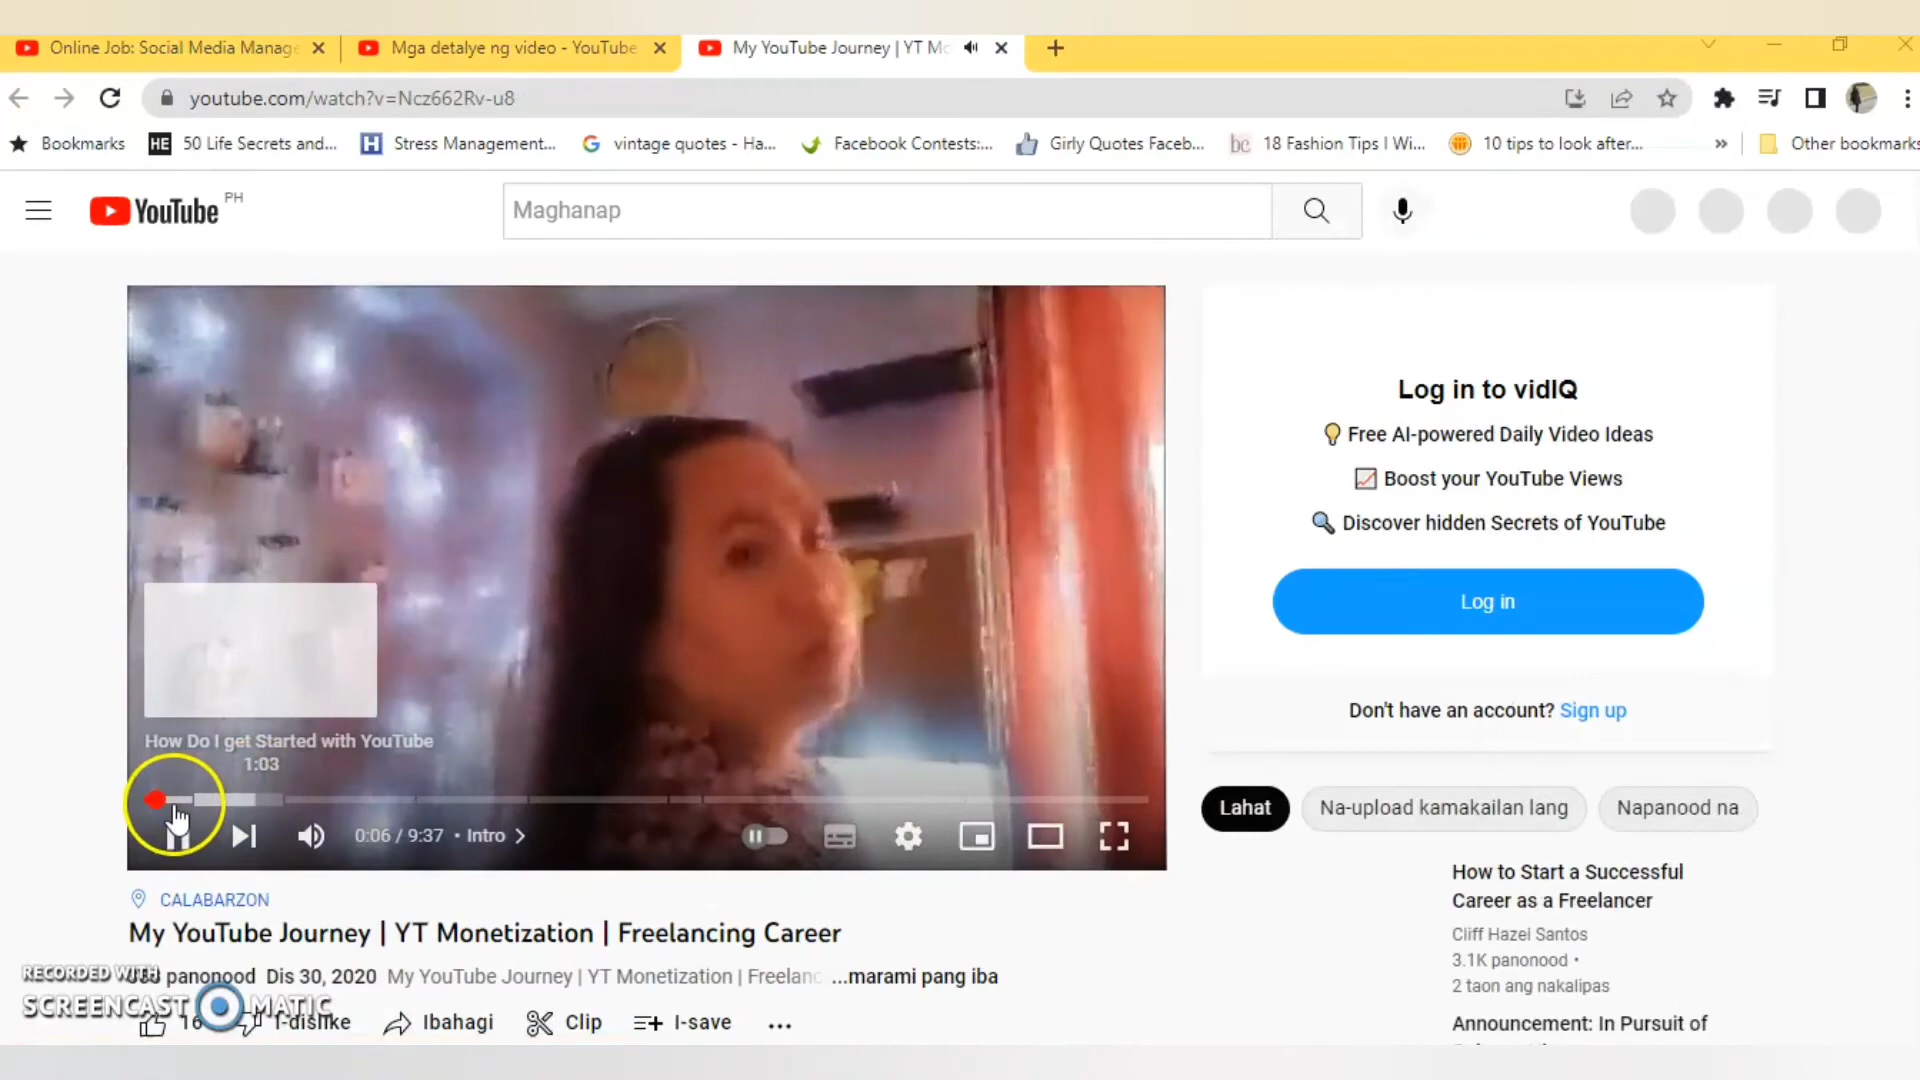 Online Job: Social Media Manage
Mga detalye ng video - YouTube
My YouTube Journey | YT Mo
youtube.com/watch?v=Ncz662Rv-u8
Bookmarks
HE 50 Life Secrets and...
H Stress Management...
G vintage quotes - Ha...
Facebook Contests:...
Girly Quotes Faceb...
bc 18 Fashion Tips I Wi...
10 tips to look after...
»
Other bookmarks
YouTube PH
Maghanap
How Do I get Started with YouTube
1:03
0:06 / 9:37 • Intro
CALABARZON
My YouTube Journey | YT Monetization | Freelancing Career
panonood Dis 30, 2020 My YouTube Journey | YT Monetization | Freelanc ...marami pang iba
RECORDED WITH
SCREENCAST MATIC
16 I-dislike Ibahagi Clip I-save ...
Log in to vidIQ
Free AI-powered Daily Video Ideas
Boost your YouTube Views
Discover hidden Secrets of YouTube
Log in
Don't have an account? Sign up
Lahat Na-upload kamakailan lang Napanood na
How to Start a Successful
Career as a Freelancer
Cliff Hazel Santos
3.1K panonood •
2 taon ang nakalipas
Announcement: In Pursuit of